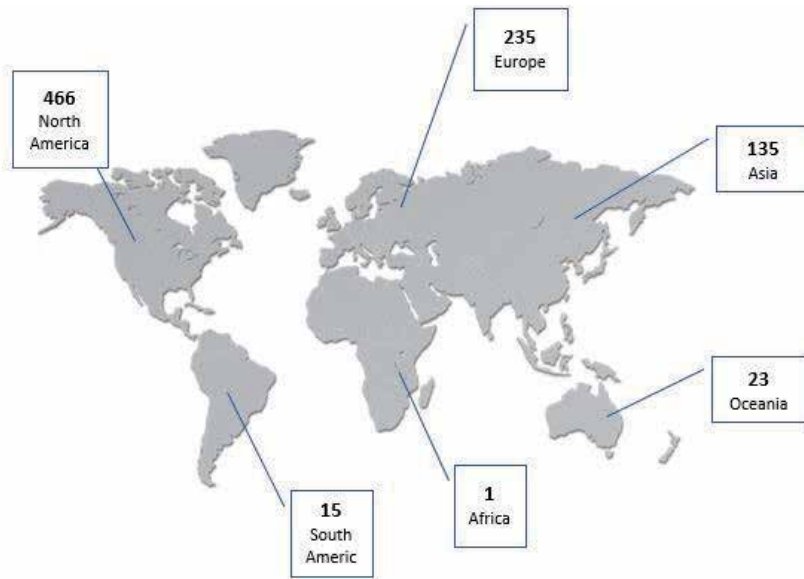 235
Europe
466
North
America
135
Asia
23
Oceania
1
Africa
15
South
Americ